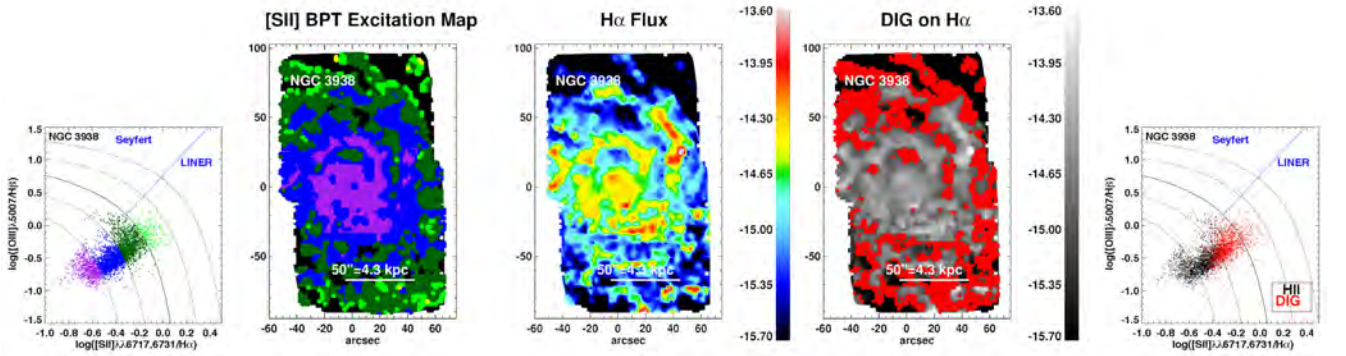 [SII] BPT Excitation Map
Hα Flux
DIG on Hα
-13.60
-13.95
-14.30
-14.65
-15.00
-15.35
-15.70
-13.60
-13.95
-14.30
-14.65
-15.00
-15.35
-15.70
100
50
0
-50
NGC 3938
50"=4.3 kpc
-60 -40 -20 0 20 40 60
arcsec
100
50
0
-50
NGC 3938
50"=4.3 kpc
-60 -40 -20 0 20 40 60
arcsec
100
50
0
-50
NGC 3938
50"=4.3 kpc
-60 -40 -20 0 20 40 60
arcsec
NGC 3938
Seyfert
LINER
1.5
1.0
0.5
0.0
-0.5
-1.0
-1.5
log([OIII]λ5007/Hβ)
-1.0 -0.8 -0.6 -0.4 -0.2 0.0 0.2 0.4
log([SII]λλ6717,6731/Hα)
NGC 3938
Seyfert
LINER
1.5
1.0
0.5
0.0
-0.5
-1.0
-1.5
log([OIII]λ5007/Hβ)
HII
DIG
-1.0 -0.8 -0.6 -0.4 -0.2 0.0 0.2 0.4
log([SII]λλ6717,6731/Hα)